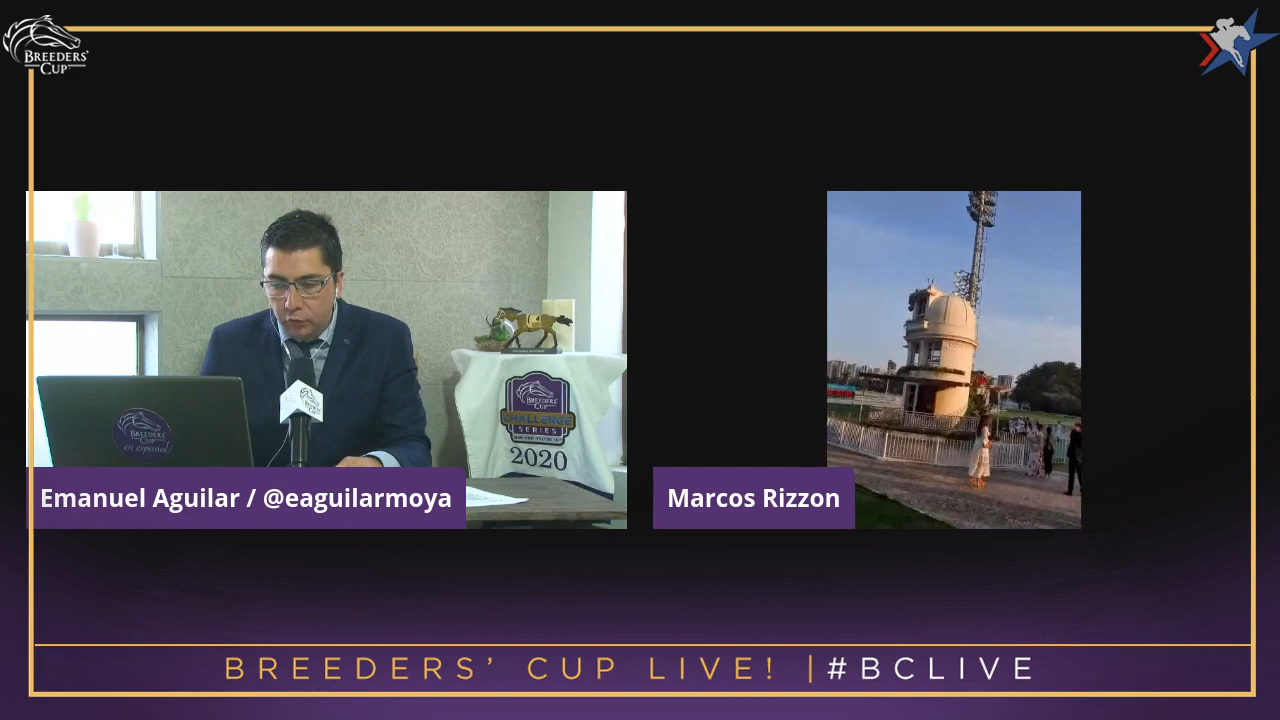 BREEDERS'
CUP
BREEDERS'
CUP
en español
BREEDERS'
CUP
CHALLENGE
SERIES
2020
Emanuel Aguilar / @eaguilarmoya
Marcos Rizzon
BREEDERS' CUP LIVE! | #BCLIVE